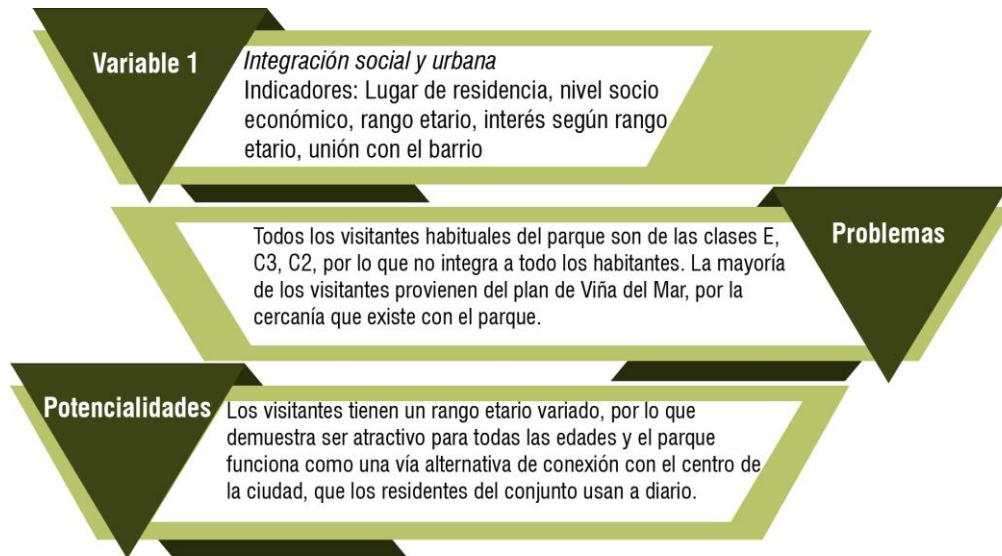 Variable 1
Integración social y urbana
Indicadores: Lugar de residencia, nivel socio
económico, rango etario, interés según rango
etario, unión con el barrio
Problemas
Todos los visitantes habituales del parque son de las clases E,
C3, C2, por lo que no integra a todo los habitantes. La mayoría
de los visitantes provienen del plan de Viña del Mar, por la
cercanía que existe con el parque.
Potencialidades
Los visitantes tienen un rango etario variado, por lo que
demuestra ser atractivo para todas las edades y el parque
funciona como una vía alternativa de conexión con el centro de
la ciudad, que los residentes del conjunto usan a diario.